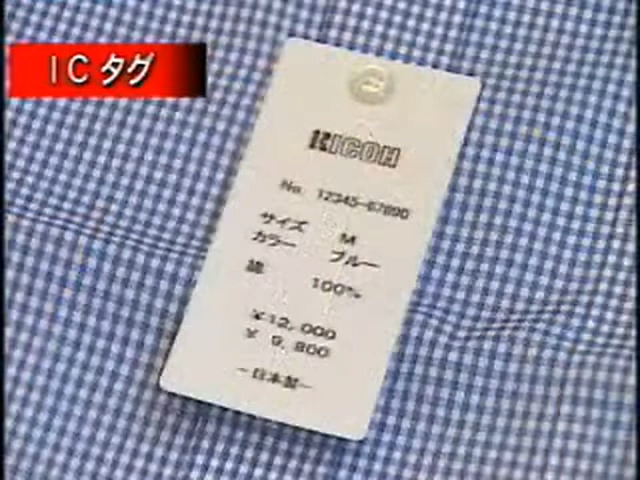 ICタグ
RICOH
No. 12345-67890
サイズ M
カラー ブルー
綿 100%
¥12,000
¥ 9,800
-日本製-